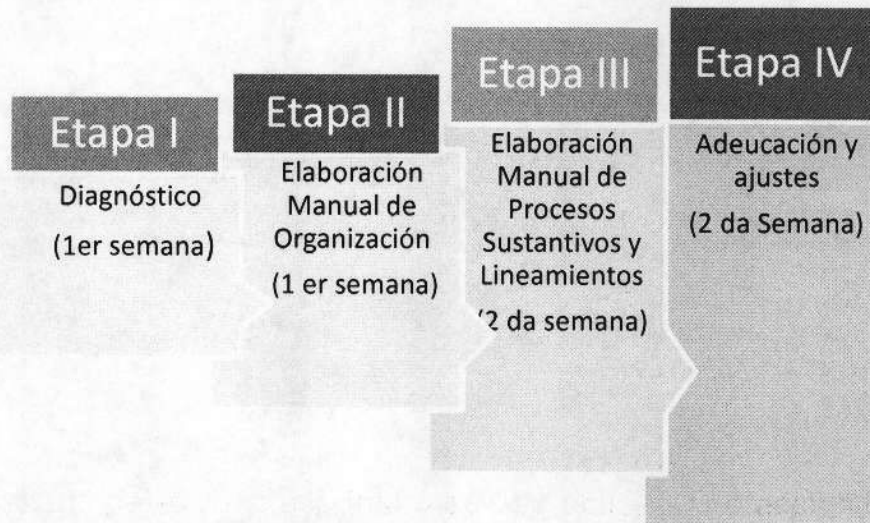 Etapa I
Diagnóstico
(1er semana)
Etapa II
Elaboración
Manual de
Organización
(1 er semana)
Etapa III
Elaboración
Manual de
Procesos
Sustantivos y
Lineamientos
(2 da semana)
Etapa IV
Adeucación y
ajustes
(2 da Semana)